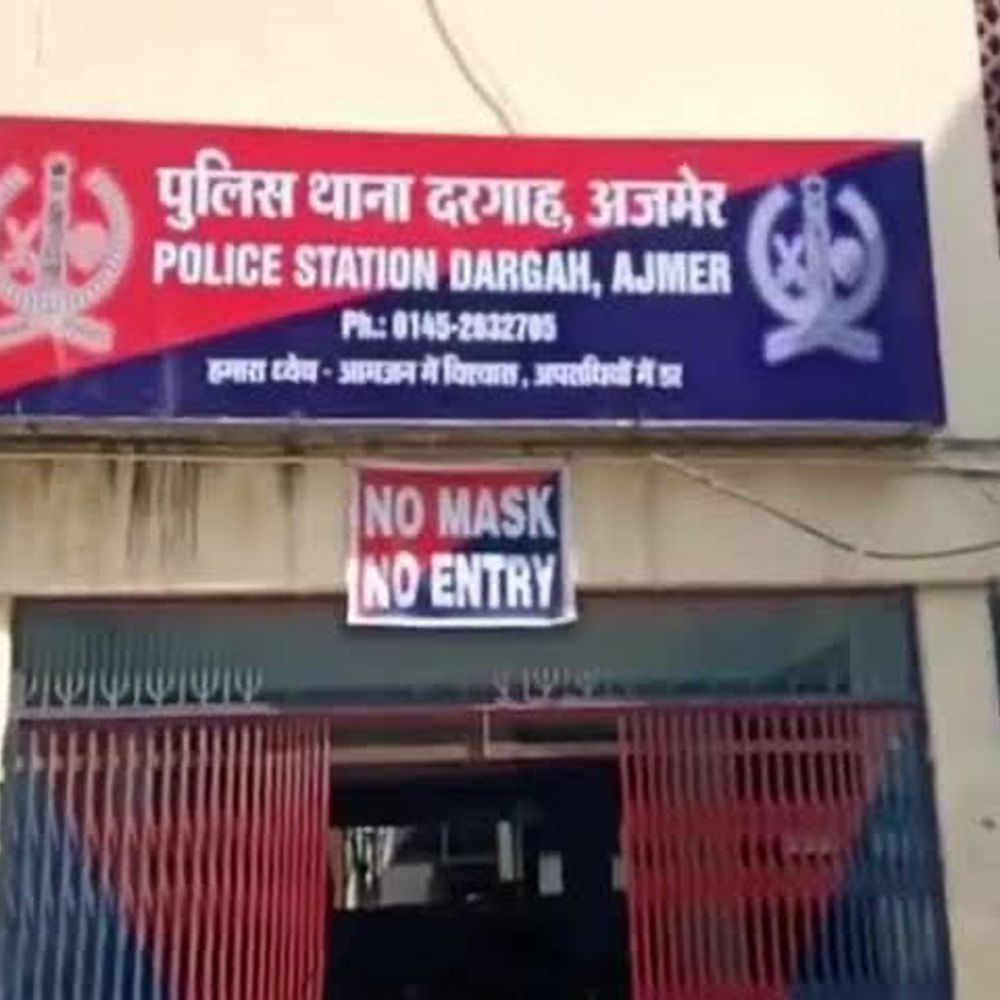 पुलिस थाना दरगाह, अजमेर
POLICE STATION DARGAH, AJMER
Ph.: 0145-2632705
हमारा ध्येय - आमजन में विश्वास, अपराधियों में डर
NO MASK
NO ENTRY